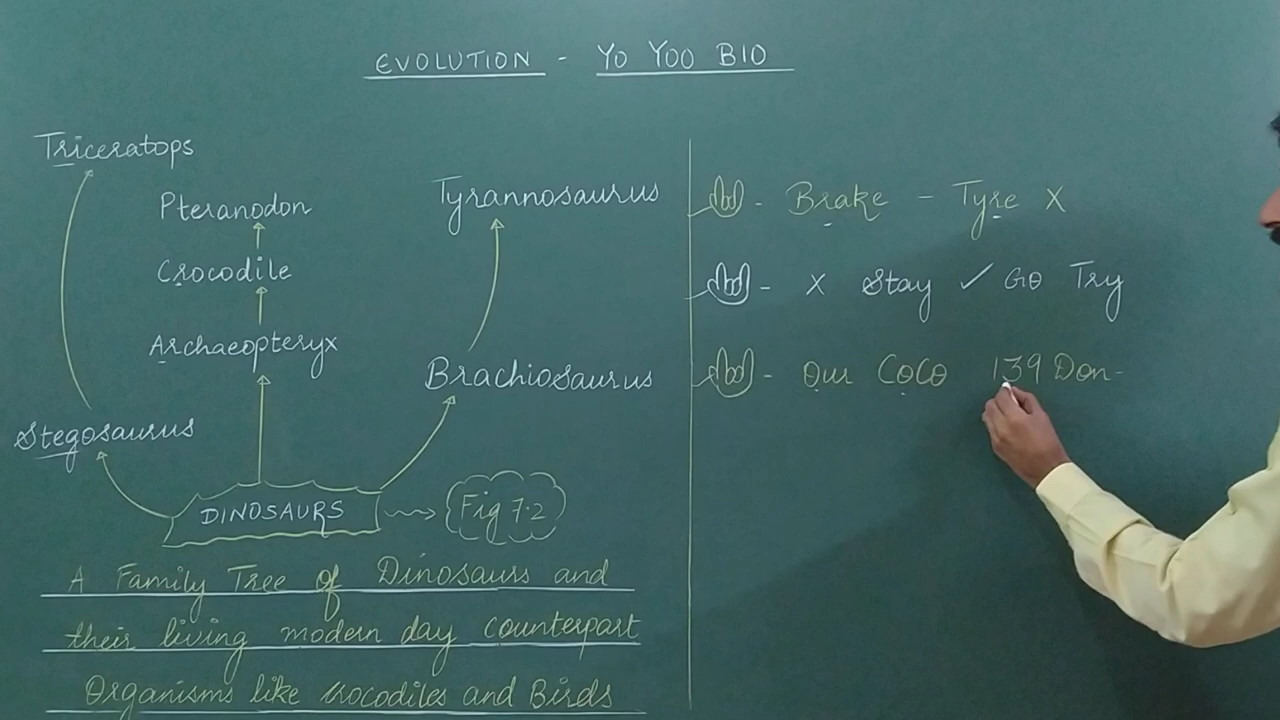 EVOLUTION - YO YOO BIO
Triceratops
Pteranodon
Crocodile
Archaeopteryx
Stegosaurus
Tyrannosaurus
Brachiosaurus
DINOSAURS
Fig 7.2
A Family Tree of Dinosaurs and
their living modern day counterpart
Organisms like crocodiles and Birds
- Brake - Tyre X
- X Stay ✓ GO Try
- Our COCO 139 Don-